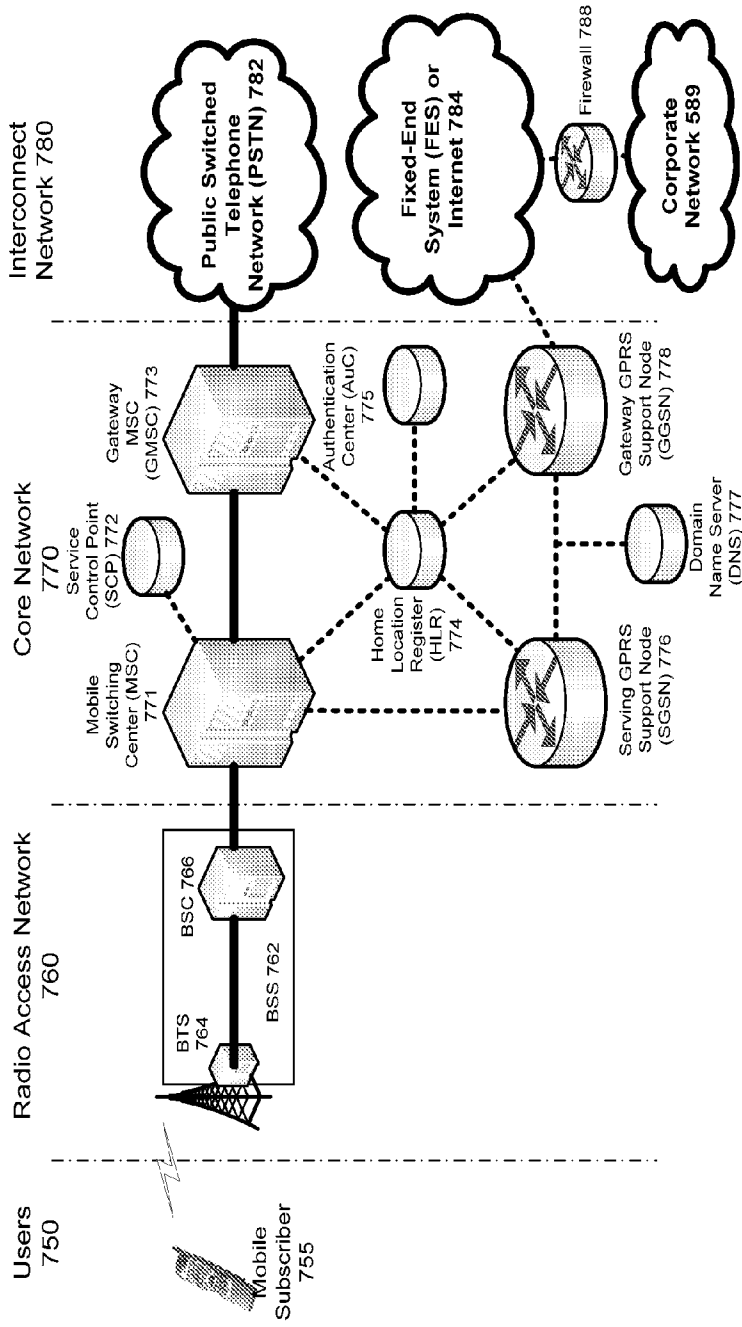 Users
750
Radio Access Network
760
Core Network
770
Interconnect
Network 780
Mobile
Subscriber
755
BTS
764
BSC 766
BSS 762
Mobile
Switching
Center (MSC)
771
Service
Control Point
(SCP) 772
Gateway
MSC
(GMSC) 773
Public Switched
Telephone
Network (PSTN) 782
Home
Location
Register
(HLR)
774
Authentication
Center (AuC)
775
Fixed-End
System (FES) or
Internet 784
Firewall 788
Serving GPRS
Support Node
(SGSN) 776
Domain
Name Server
(DNS) 777
Gateway GPRS
Support Node
(GGSN) 778
Corporate
Network 589